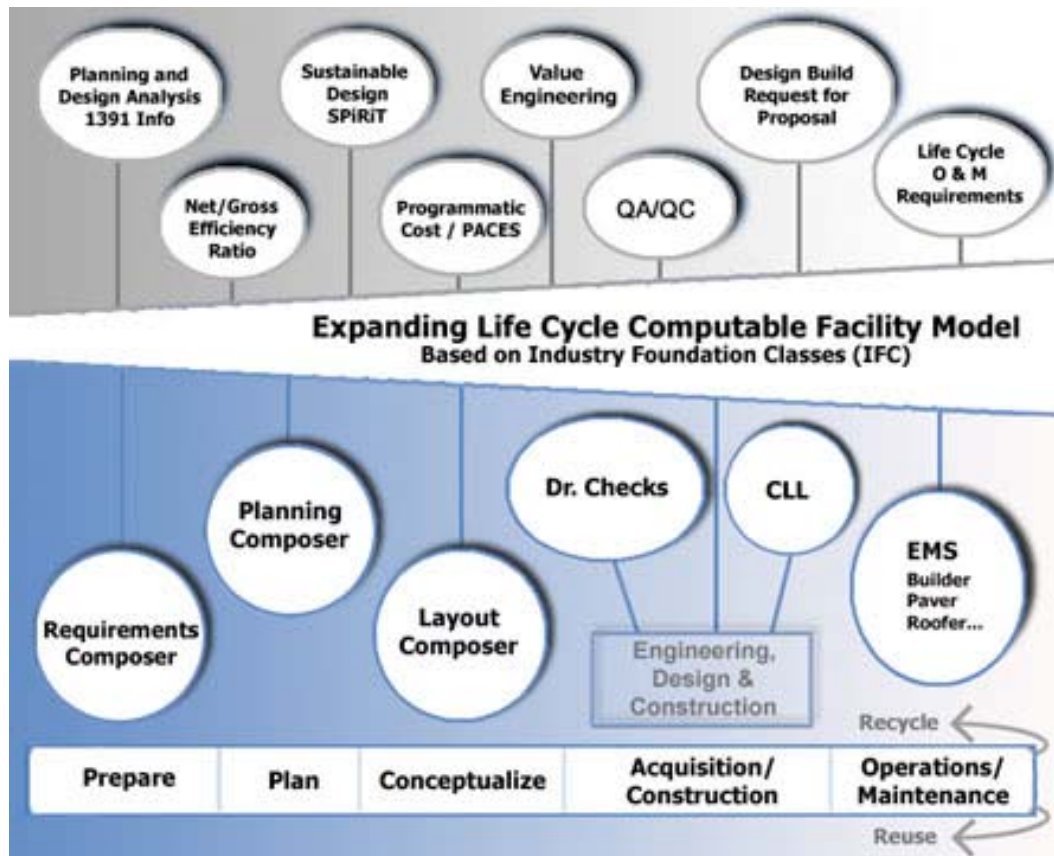 Planning and
Design Analysis
1391 Info
Sustainable
Design
SPiRiT
Value
Engineering
Design Build
Request for
Proposal
Life Cycle
O & M
Requirements
Net/Gross
Efficiency
Ratio
Programmatic
Cost / PACES
QA/QC
Expanding Life Cycle Computable Facility Model
Based on Industry Foundation Classes (IFC)
Requirements
Composer
Planning
Composer
Layout
Composer
Dr. Checks
CLL
EMS
Builder
Paver
Roofer...
Engineering,
Design &
Construction
Recycle
Prepare
Plan
Conceptualize
Acquisition/
Construction
Operations/
Maintenance
Reuse